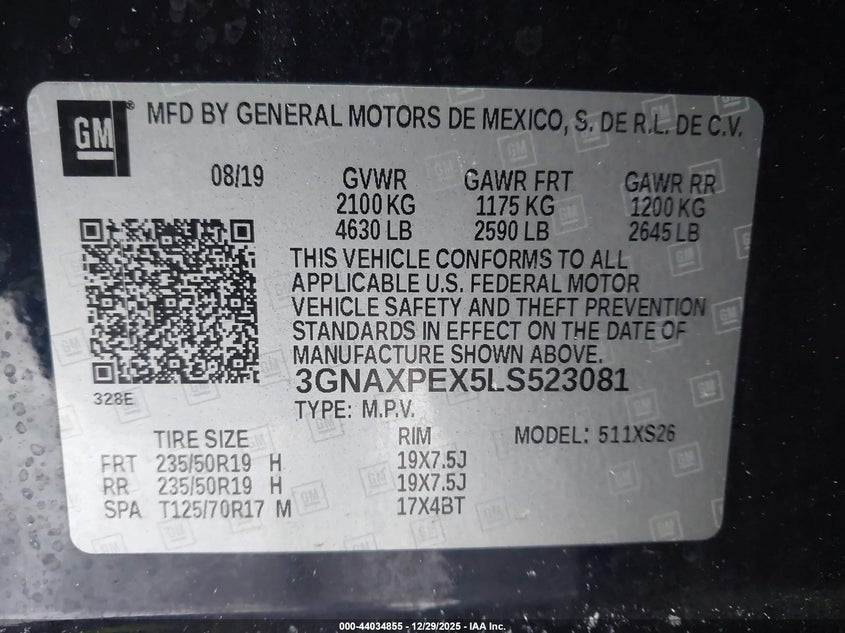 GM ® MFD BY GENERAL MOTORS DE MEXICO, S. DE R.L. DE C.V.
08/19 GVWR GAWR FRT GAWR RR
2100 KG 1175 KG 1200 KG
4630 LB 2590 LB 2645 LB
THIS VEHICLE CONFORMS TO ALL
APPLICABLE U.S. FEDERAL MOTOR
VEHICLE SAFETY AND THEFT PREVENTION
STANDARDS IN EFFECT ON THE DATE OF
MANUFACTURE SHOWN ABOVE.
3GNAXPEX5LS523081
328E
TYPE: M.P.V.
TIRE SIZE RIM MODEL: 511XS26
FRT 235/50R19 H 19X7.5J
RR 235/50R19 H 19X7.5J
SPA T125/70R17 M 17X4BT
000-44034855 - 12/29/2025 - IAA Inc.